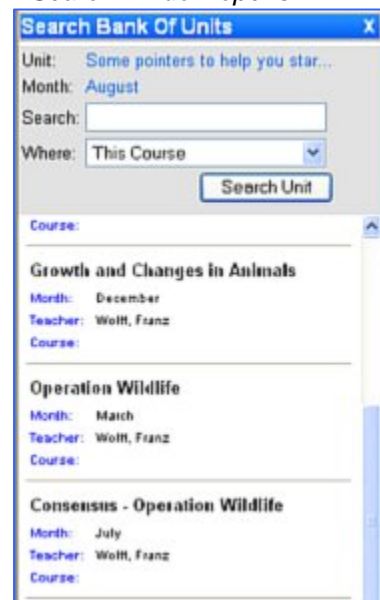 Search Bank Of Units X
Unit: Some pointers to help you star...
Month: August
Search:
Where: This Course
Search Unit
Course:
Growth and Changes in Animals
Month: December
Teacher: Wolff, Franz
Course:
Operation Wildlife
Month: March
Teacher: Wolff, Franz
Course:
Consensus - Operation Wildlife
Month: July
Teacher: Wolff, Franz
Course: